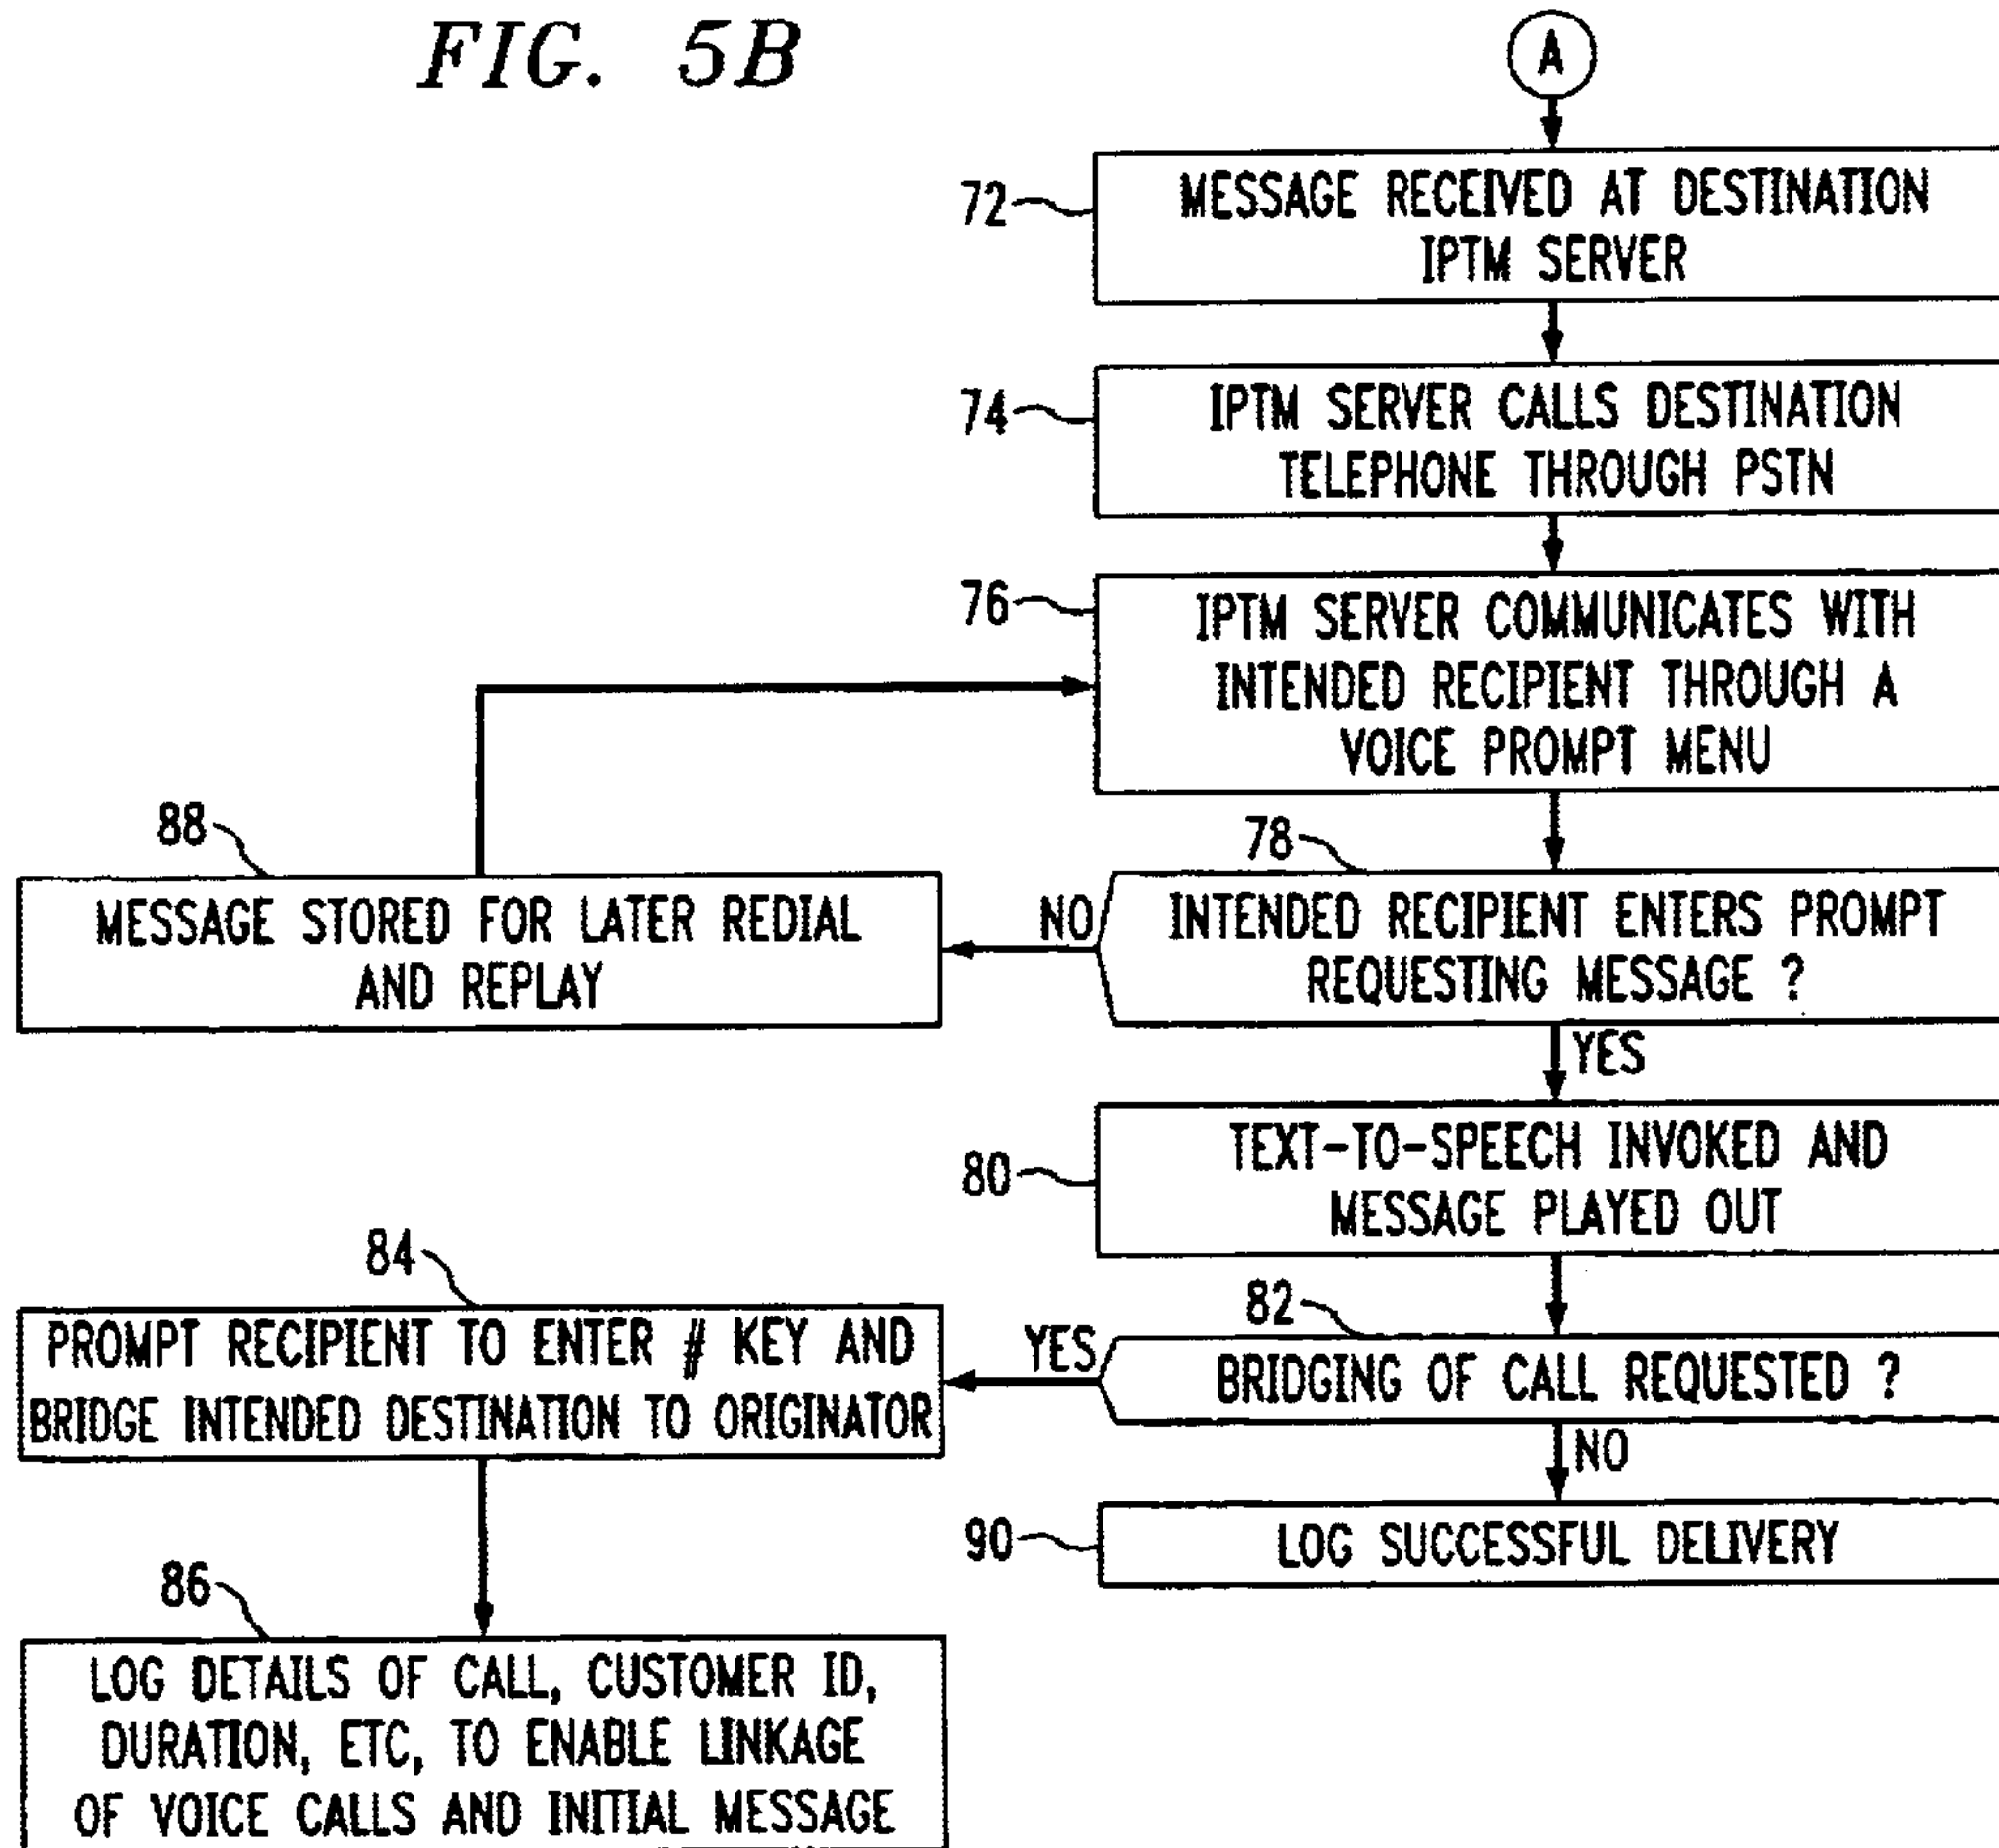 FIG. 5B
A
72
MESSAGE RECEIVED AT DESTINATION
IPTM SERVER
74
IPTM SERVER CALLS DESTINATION
TELEPHONE THROUGH PSTN
76
IPTM SERVER COMMUNICATES WITH
INTENDED RECIPIENT THROUGH A
VOICE PROMPT MENU
78
INTENDED RECIPIENT ENTERS PROMPT
REQUESTING MESSAGE ?
NO
88
MESSAGE STORED FOR LATER REDIAL
AND REPLAY
YES
80
TEXT-TO-SPEECH INVOKED AND
MESSAGE PLAYED OUT
82
BRIDGING OF CALL REQUESTED ?
YES
84
PROMPT RECIPIENT TO ENTER # KEY AND
BRIDGE INTENDED DESTINATION TO ORIGINATOR
NO
90
LOG SUCCESSFUL DELIVERY
86
LOG DETAILS OF CALL, CUSTOMER ID,
DURATION, ETC, TO ENABLE LINKAGE
OF VOICE CALLS AND INITIAL MESSAGE